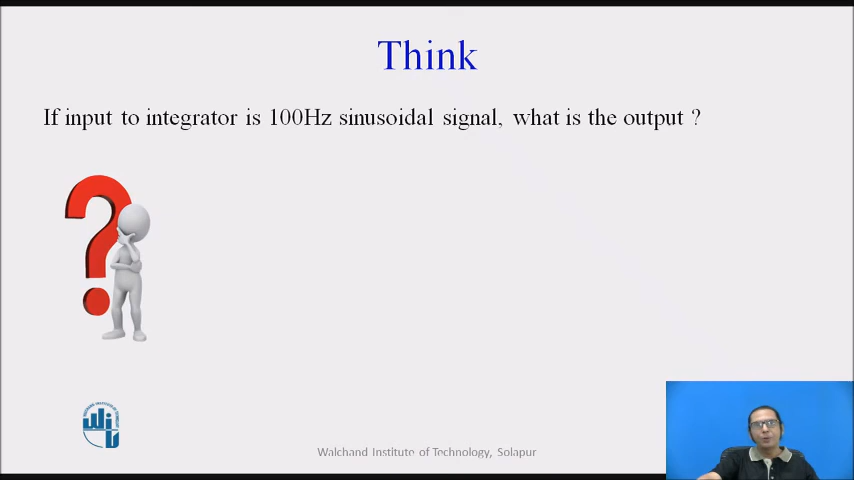 Think
If input to integrator is 100Hz sinusoidal signal, what is the output ?
Walchand Institute of Technology, Solapur